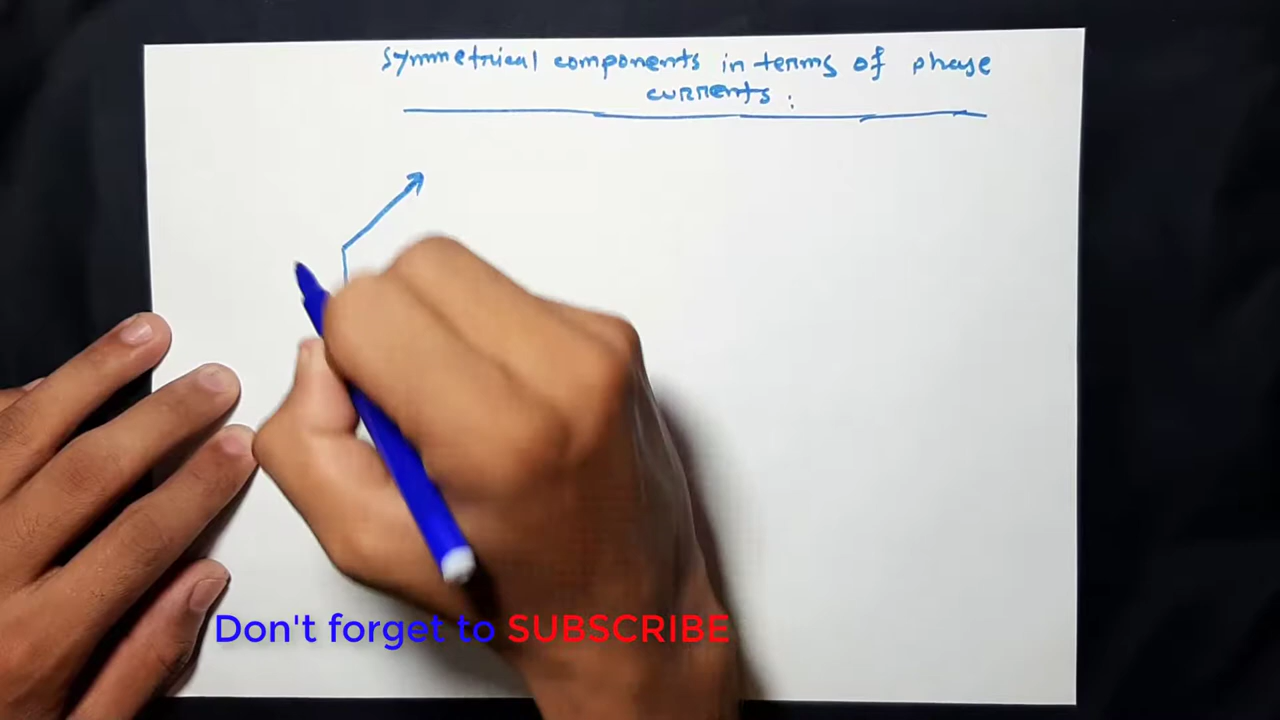 Symmetrical components in terms of phase
currents :
Don't forget to SUBSCRIBE